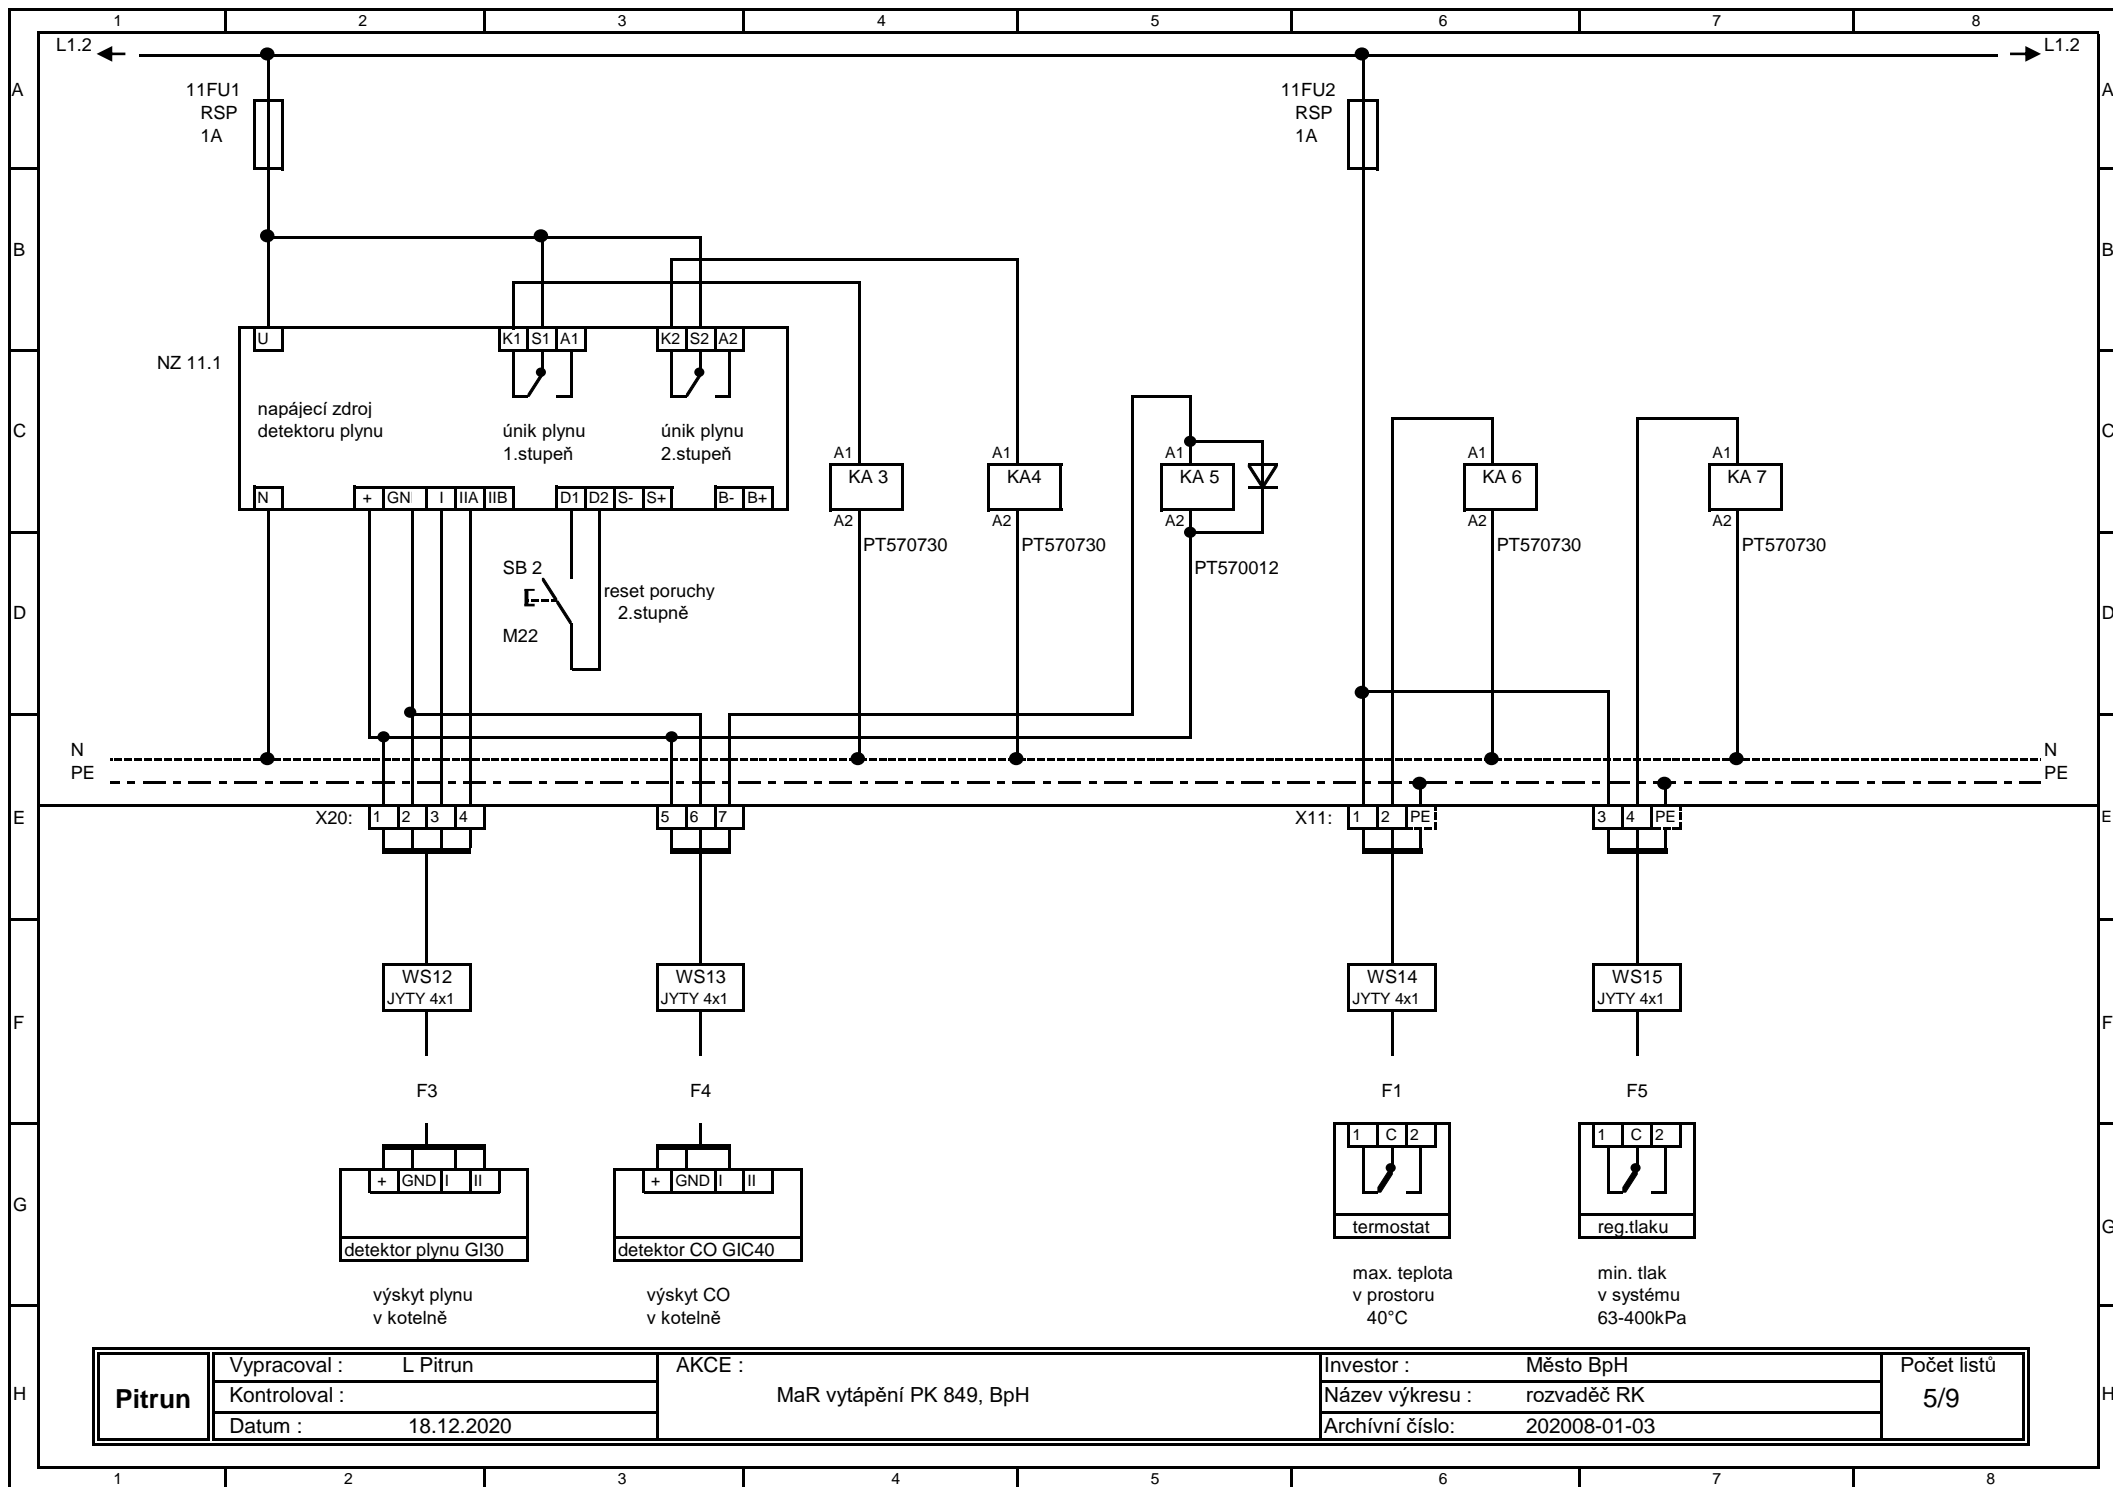 1 2 3 4 5 6 7 8
L1.2 L1.2
A A
11FU1 11FU2
RSP RSP
1A 1A
B B
U K1 S1 A1 K2 S2 A2
NZ 11.1
napájecí zdroj
detektoru plynu
únik plynu
1.stupeň
únik plynu
2.stupeň
C C
A1 A1 A1 A1 A1
KA 3 KA4 KA 5 KA 6 KA 7
N + GN I IIA IIB D1 D2 S- S+ B- B+
A2 A2 A2 A2 A2
PT570730 PT570730 PT570012 PT570730 PT570730
SB 2
reset poruchy
2.stupně
M22
D D
N N
PE PE
E E
X20: 1 2 3 4 5 6 7
X11: 1 2 PE 3 4 PE
WS12 WS13 WS14 WS15
JYTY 4x1 JYTY 4x1 JYTY 4x1 JYTY 4x1
F F
F3 F4 F1 F5
1 C 2 1 C 2
+ GND I II + GND I II
G G
termostat reg.tlaku
detektor plynu GI30 detektor CO GIC40
výskyt plynu
v kotelně
výskyt CO
v kotelně
max. teplota
v prostoru
40°C
min. tlak
v systému
63-400kPa
H H
Pitrun
Vypracoval : L Pitrun
Kontroloval :
Datum : 18.12.2020
AKCE :
MaR vytápění PK 849, BpH
Investor : Město BpH
Název výkresu : rozvaděč RK
Archívní číslo: 202008-01-03
Počet listů
5/9
1 2 3 4 5 6 7 8